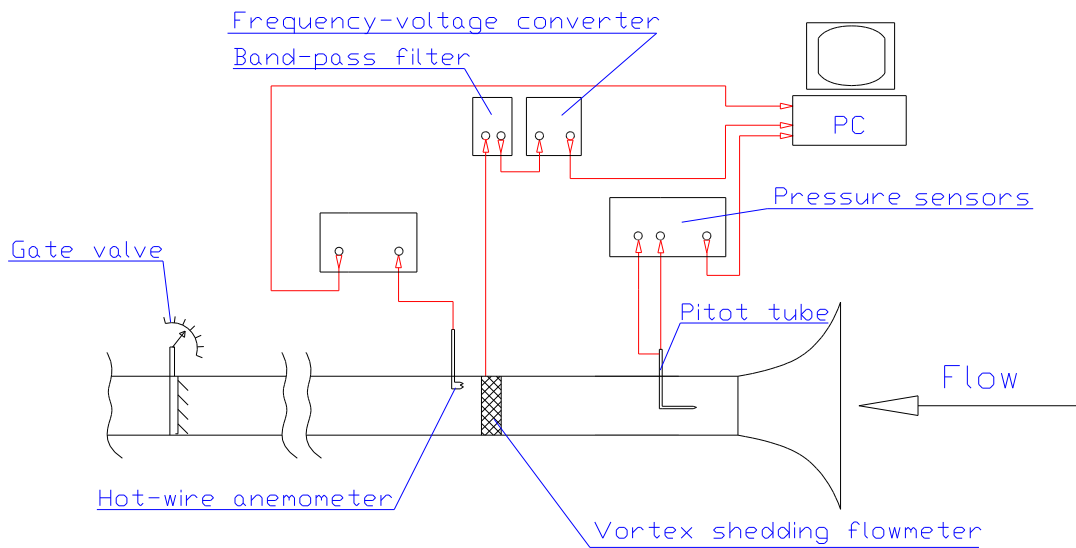 Frequency-voltage converter
Band-pass filter
PC
Pressure sensors
Gate valve
Pitot tube
Flow
Hot-wire anemometer
Vortex shedding flowmeter